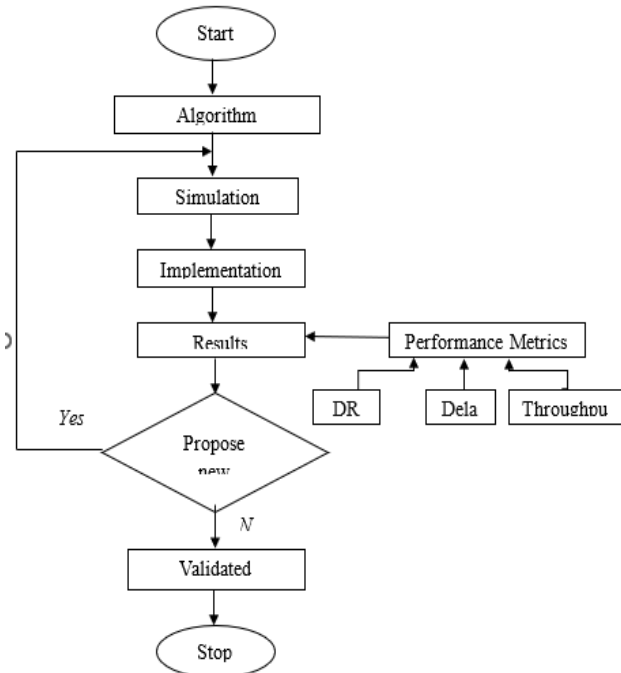 Start
Algorithm
Simulation
Implementation
Results
Performance Metrics
DR
Dela
Throughpu
Yes
Propose
new
N
Validated
Stop